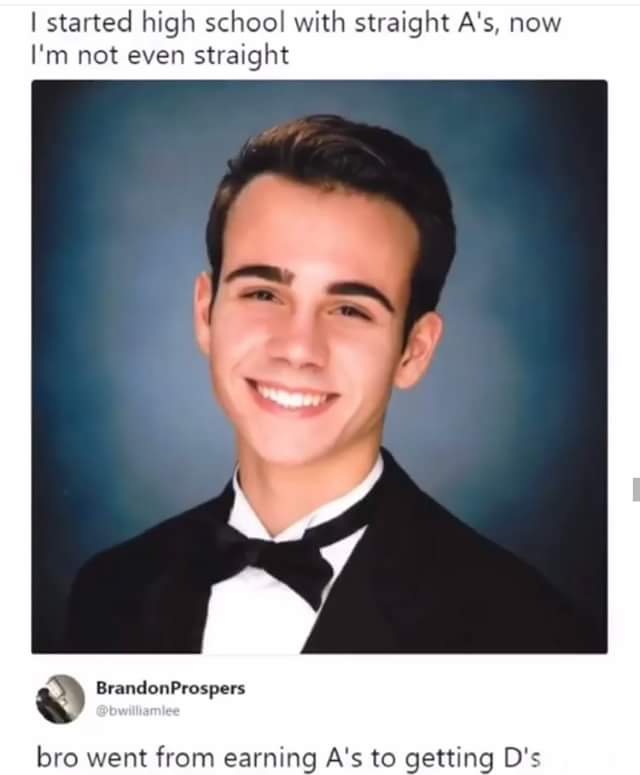 I started high school with straight A's, now
I'm not even straight
BrandonProspers
@bwilliamlee
bro went from earning A's to getting D's